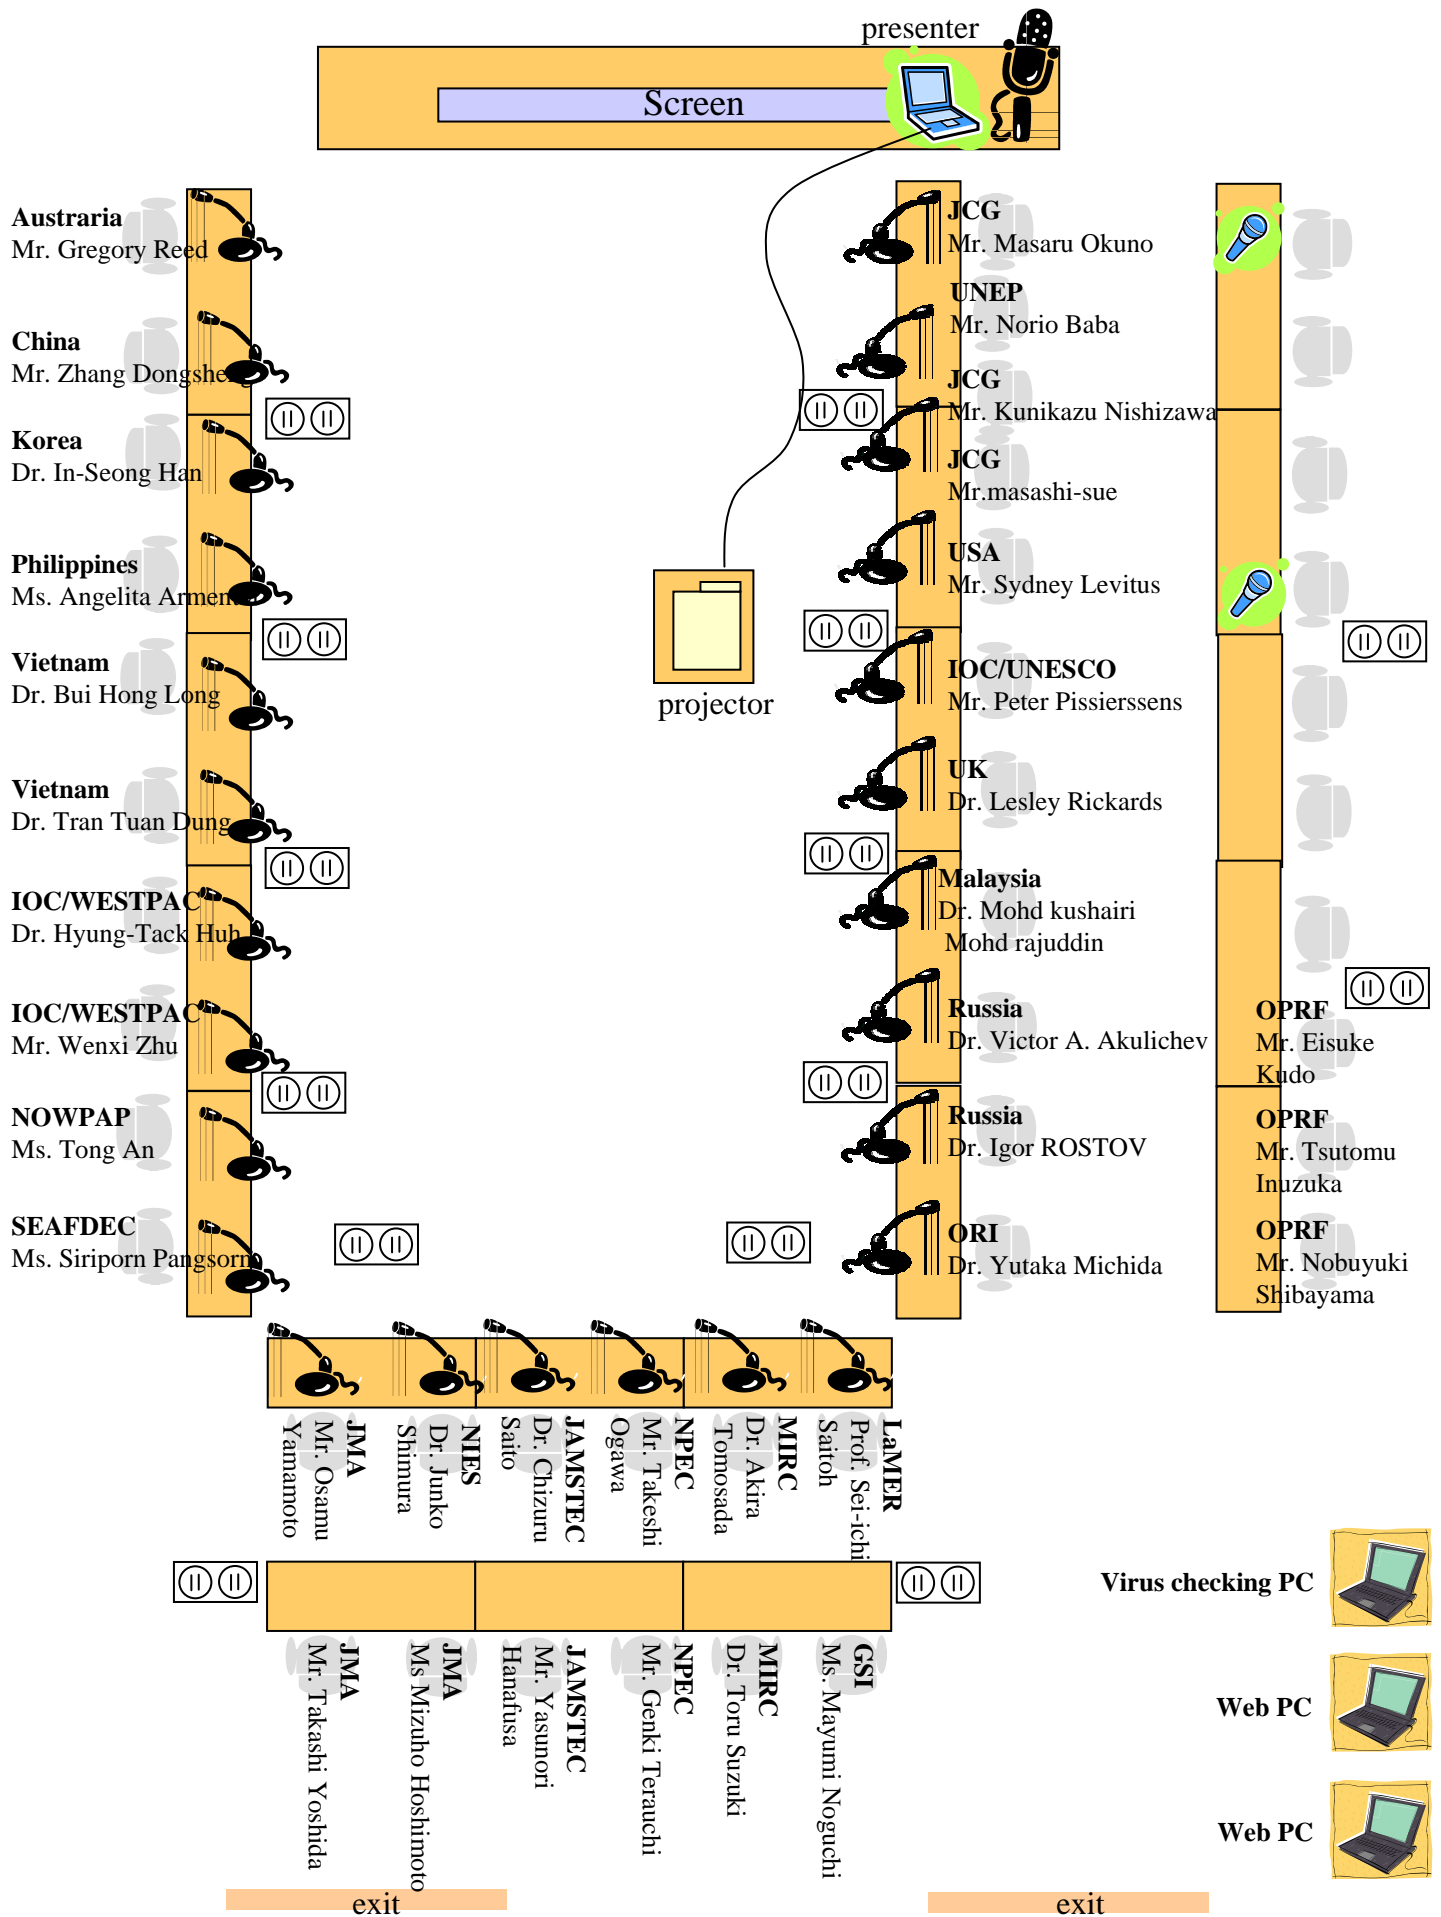 presenter
Screen
Austraria
Mr. Gregory Reed
China
Mr. Zhang Dongsheng
Korea
Dr. In-Seong Han
Philippines
Ms. Angelita
Vietnam
Dr. Bui Hong Long
Vietnam
Dr. Tran Tuan Dung
IOC/WESTPAC
Dr. Hyung-Tack Huh
IOC/WESTPAC
Mr. Wenxi Zhu
NOWPAP
Ms. Tong An
SEAFDEC
Ms. Siriporn Pangsorn
projector
JCG
Mr. Masaru Okuno
UNEP
Mr. Norio Baba
JCG
Mr. Kunikazu Nishizawa
JCG
Mr.masashi-sue
USA
Mr. Sydney Levitus
IOC/UNESCO
Mr. Peter Pissierssens
UK
Dr. Lesley Rickards
Malaysia
Dr. Mohd kushairi
Mohd rajuddin
Russia
Dr. Victor A. Akulichev
Russia
Dr. Igor ROSTOV
ORI
Dr. Yutaka Michida
OPRF
Mr. Eisuke
Kudo
OPRF
Mr. Tsutomu
Inuzuka
OPRF
Mr. Nobuyuki
Shibayama
JMA
Mr. Osamu
Yamamoto
NIES
Dr. Junko
Shimura
JAMSTEC
Dr. Chizuru
Saito
NPEC
Mr. Takeshi
Ogawa
MIRC
Dr. Akira
Tomosada
LaMER
Prof. Sei-ichi
Saitoh
JMA
Mr. Takashi Yoshida
JMA
Ms Mizuho Hoshimoto
JAMSTEC
Mr. Yasunori
Hanafusa
NPEC
Mr. Genki Terauchi
MIRC
Dr. Toru Suzuki
GSI
Ms. Mayumi Noguchi
Virus checking PC
Web PC
Web PC
exit
exit